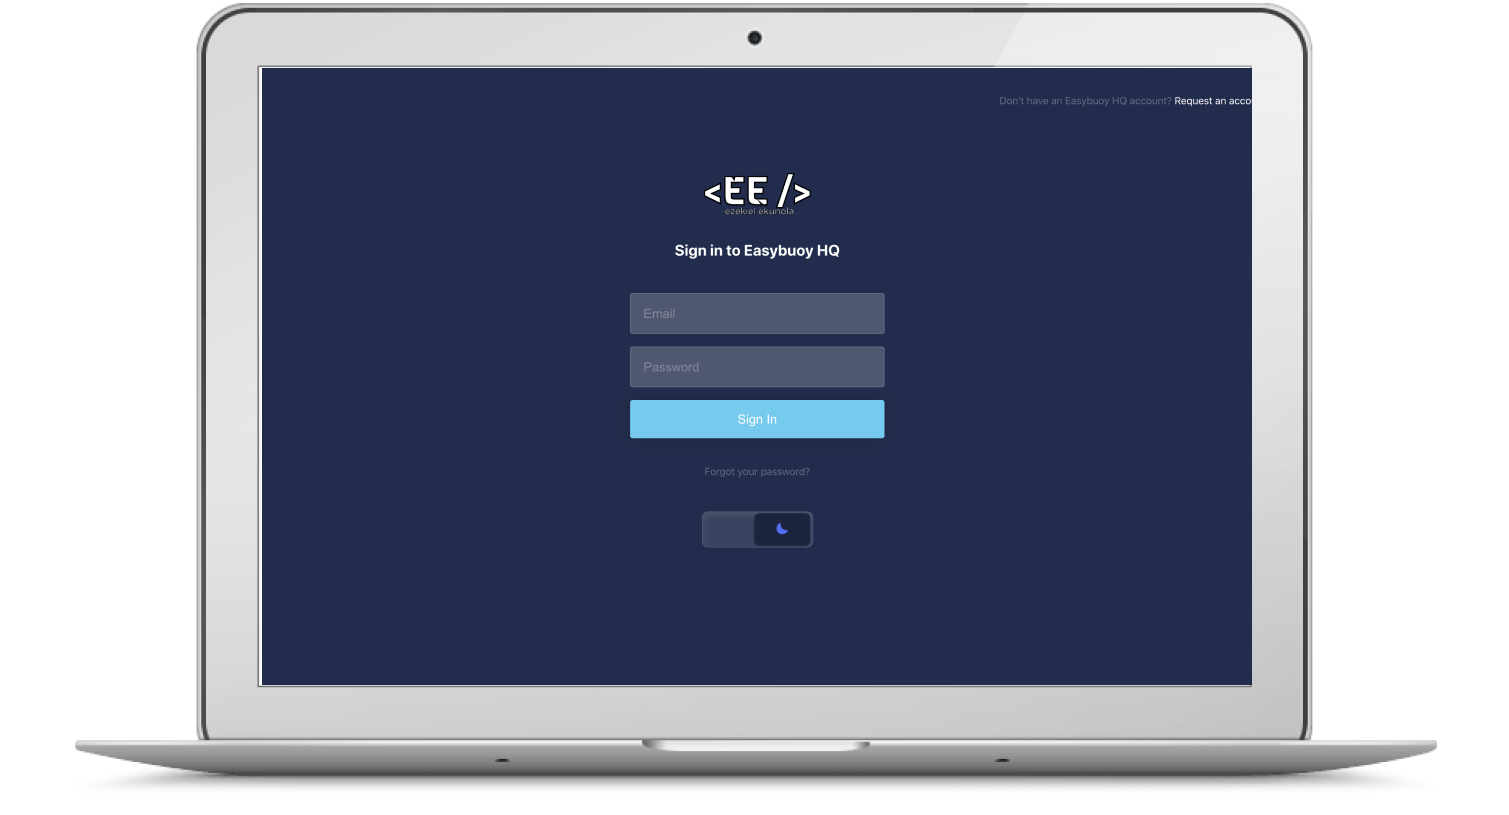 Don't have an Easybuoy HQ account? Request an acco
<EE />
ezekiel ekunola
Sign in to Easybuoy HQ
Email
Password
Sign In
Forgot your password?